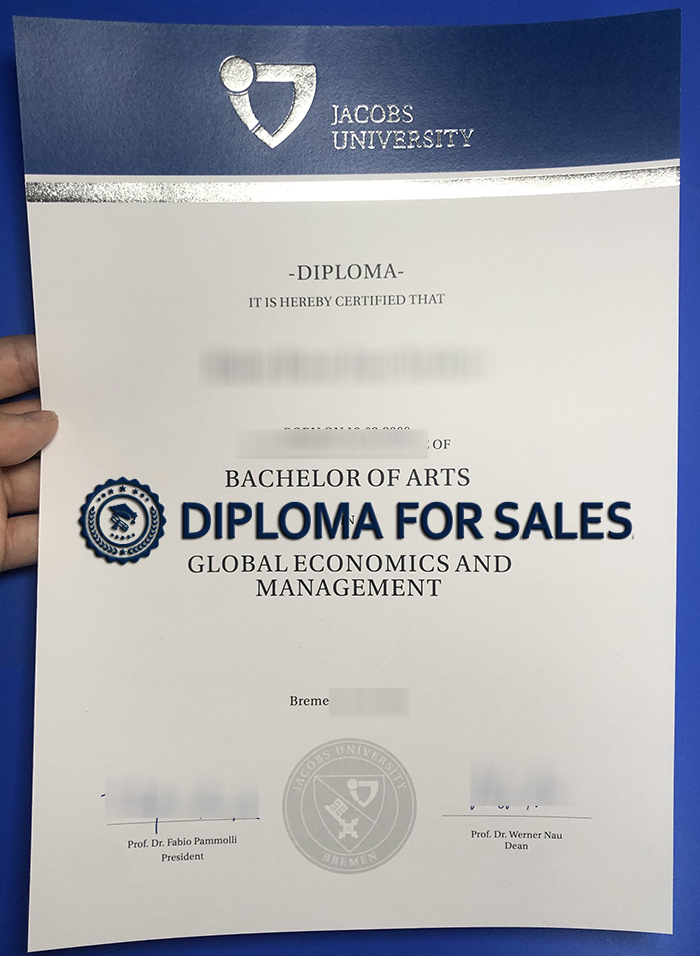 JACOBS
UNIVERSITY
-DIPLOMA-
IT IS HEREBY CERTIFIED THAT
OF
BACHELOR OF ARTS
DIPLOMA FOR SALES
GLOBAL ECONOMICS AND
MANAGEMENT
Breme
JACOBS UNIVERSITY
BREMEN
Prof. Dr. Fabio Pammolli
President
Prof. Dr. Werner Nau
Dean